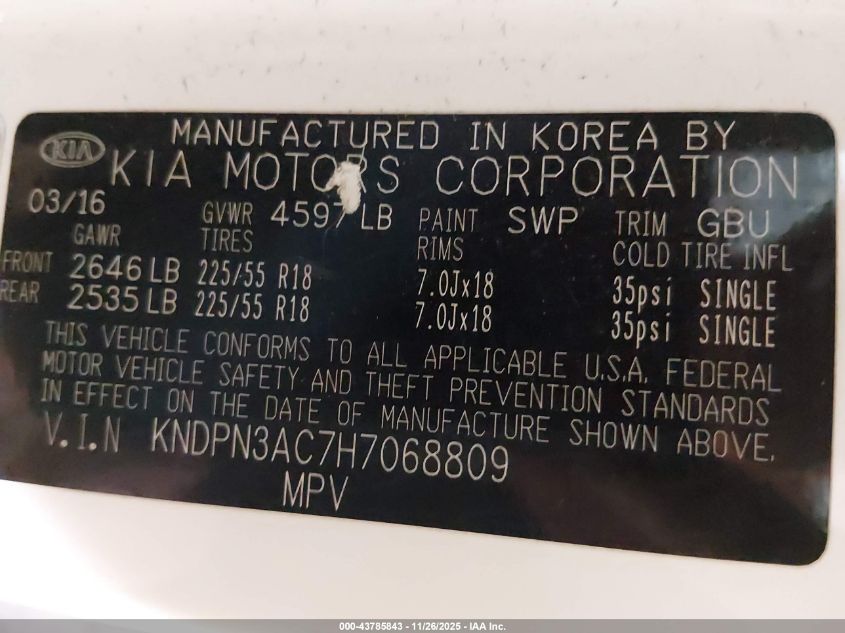 MANUFACTURED IN KOREA BY
KIA KIA MOTORS CORPORATION
03/16 GVWR 4597 LB PAINT SWP TRIM GBU
GAWR TIRES RIMS COLD TIRE INFL
FRONT 2646 LB 225/55 R18 7.0Jx18 35psi SINGLE
REAR 2535 LB 225/55 R18 7.0Jx18 35psi SINGLE
THIS VEHICLE CONFORMS TO ALL APPLICABLE U.S.A. FEDERAL
MOTOR VEHICLE SAFETY AND THEFT PREVENTION STANDARDS
IN EFFECT ON THE DATE OF MANUFACTURE SHOWN ABOVE.
V.I.N KNDPN3AC7H7068809
MPV
000-43785843 - 11/26/2025 - IAA Inc.